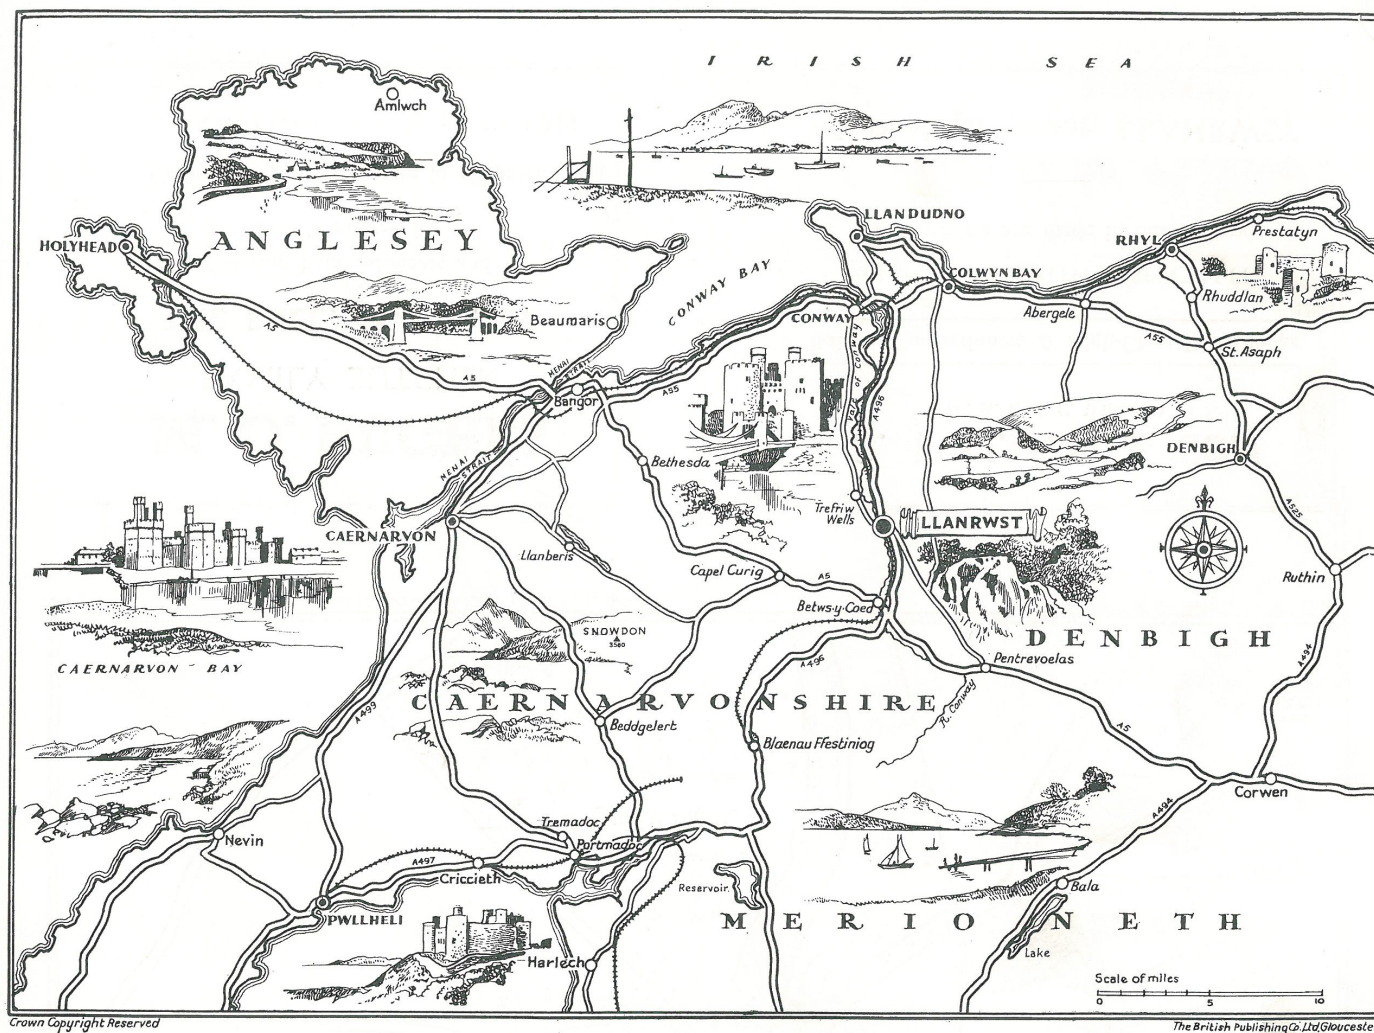 IRISH SEA
Amlwch
LLANDUDNO
HOLYHEAD
ANGLESEY
RHYL
Prestatyn
CONWAY BAY
COLWYN BAY
Rhuddlan
Abergele
Beaumaris
CONWAY
A5
A55
St. Asaph
MENAI
STRAIT
A5
A55
Bangor
Vale of Conway
A496
MENAI
STRAITS
Bethesda
DENBIGH
Trefriw
Wells
LLANRWST
A525
CAERNARVON
Llanberis
Capel Curig
A5
Ruthin
Betws-y-Coed
SNOWDON
3560
DENBIGH
CAERNARVON BAY
Pentrevoelas
A496
A494
CAERNARVONSHIRE
R. Conway
A499
Beddgelert
Blaenau Ffestiniog
A5
Corwen
A494
Tremadoc
Nevin
Portmadoc
A497
Criccieth
Reservoir.
Bala
PWLLHELI
MERIONETH
Harlech
Lake
Scale of miles
0 5 10
Crown Copyright Reserved
The British Publishing Co. Ltd, Gloucester